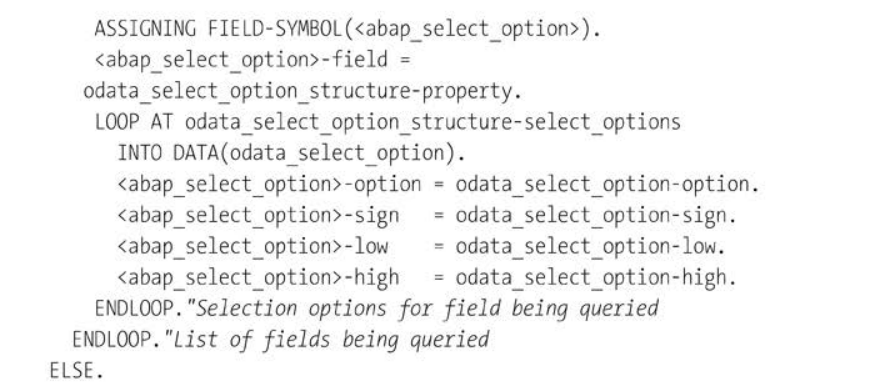 ASSIGNING FIELD-SYMBOL(<abap_select_option>).
<abap_select_option>-field =
odata_select_option_structure-property.
LOOP AT odata_select_option_structure-select_options
INTO DATA(odata_select_option).
<abap_select_option>-option = odata_select_option-option.
<abap_select_option>-sign = odata_select_option-sign.
<abap_select_option>-low = odata_select_option-low.
<abap_select_option>-high = odata_select_option-high.
ENDLOOP."Selection options for field being queried
ENDLOOP."List of fields being queried
ELSE.